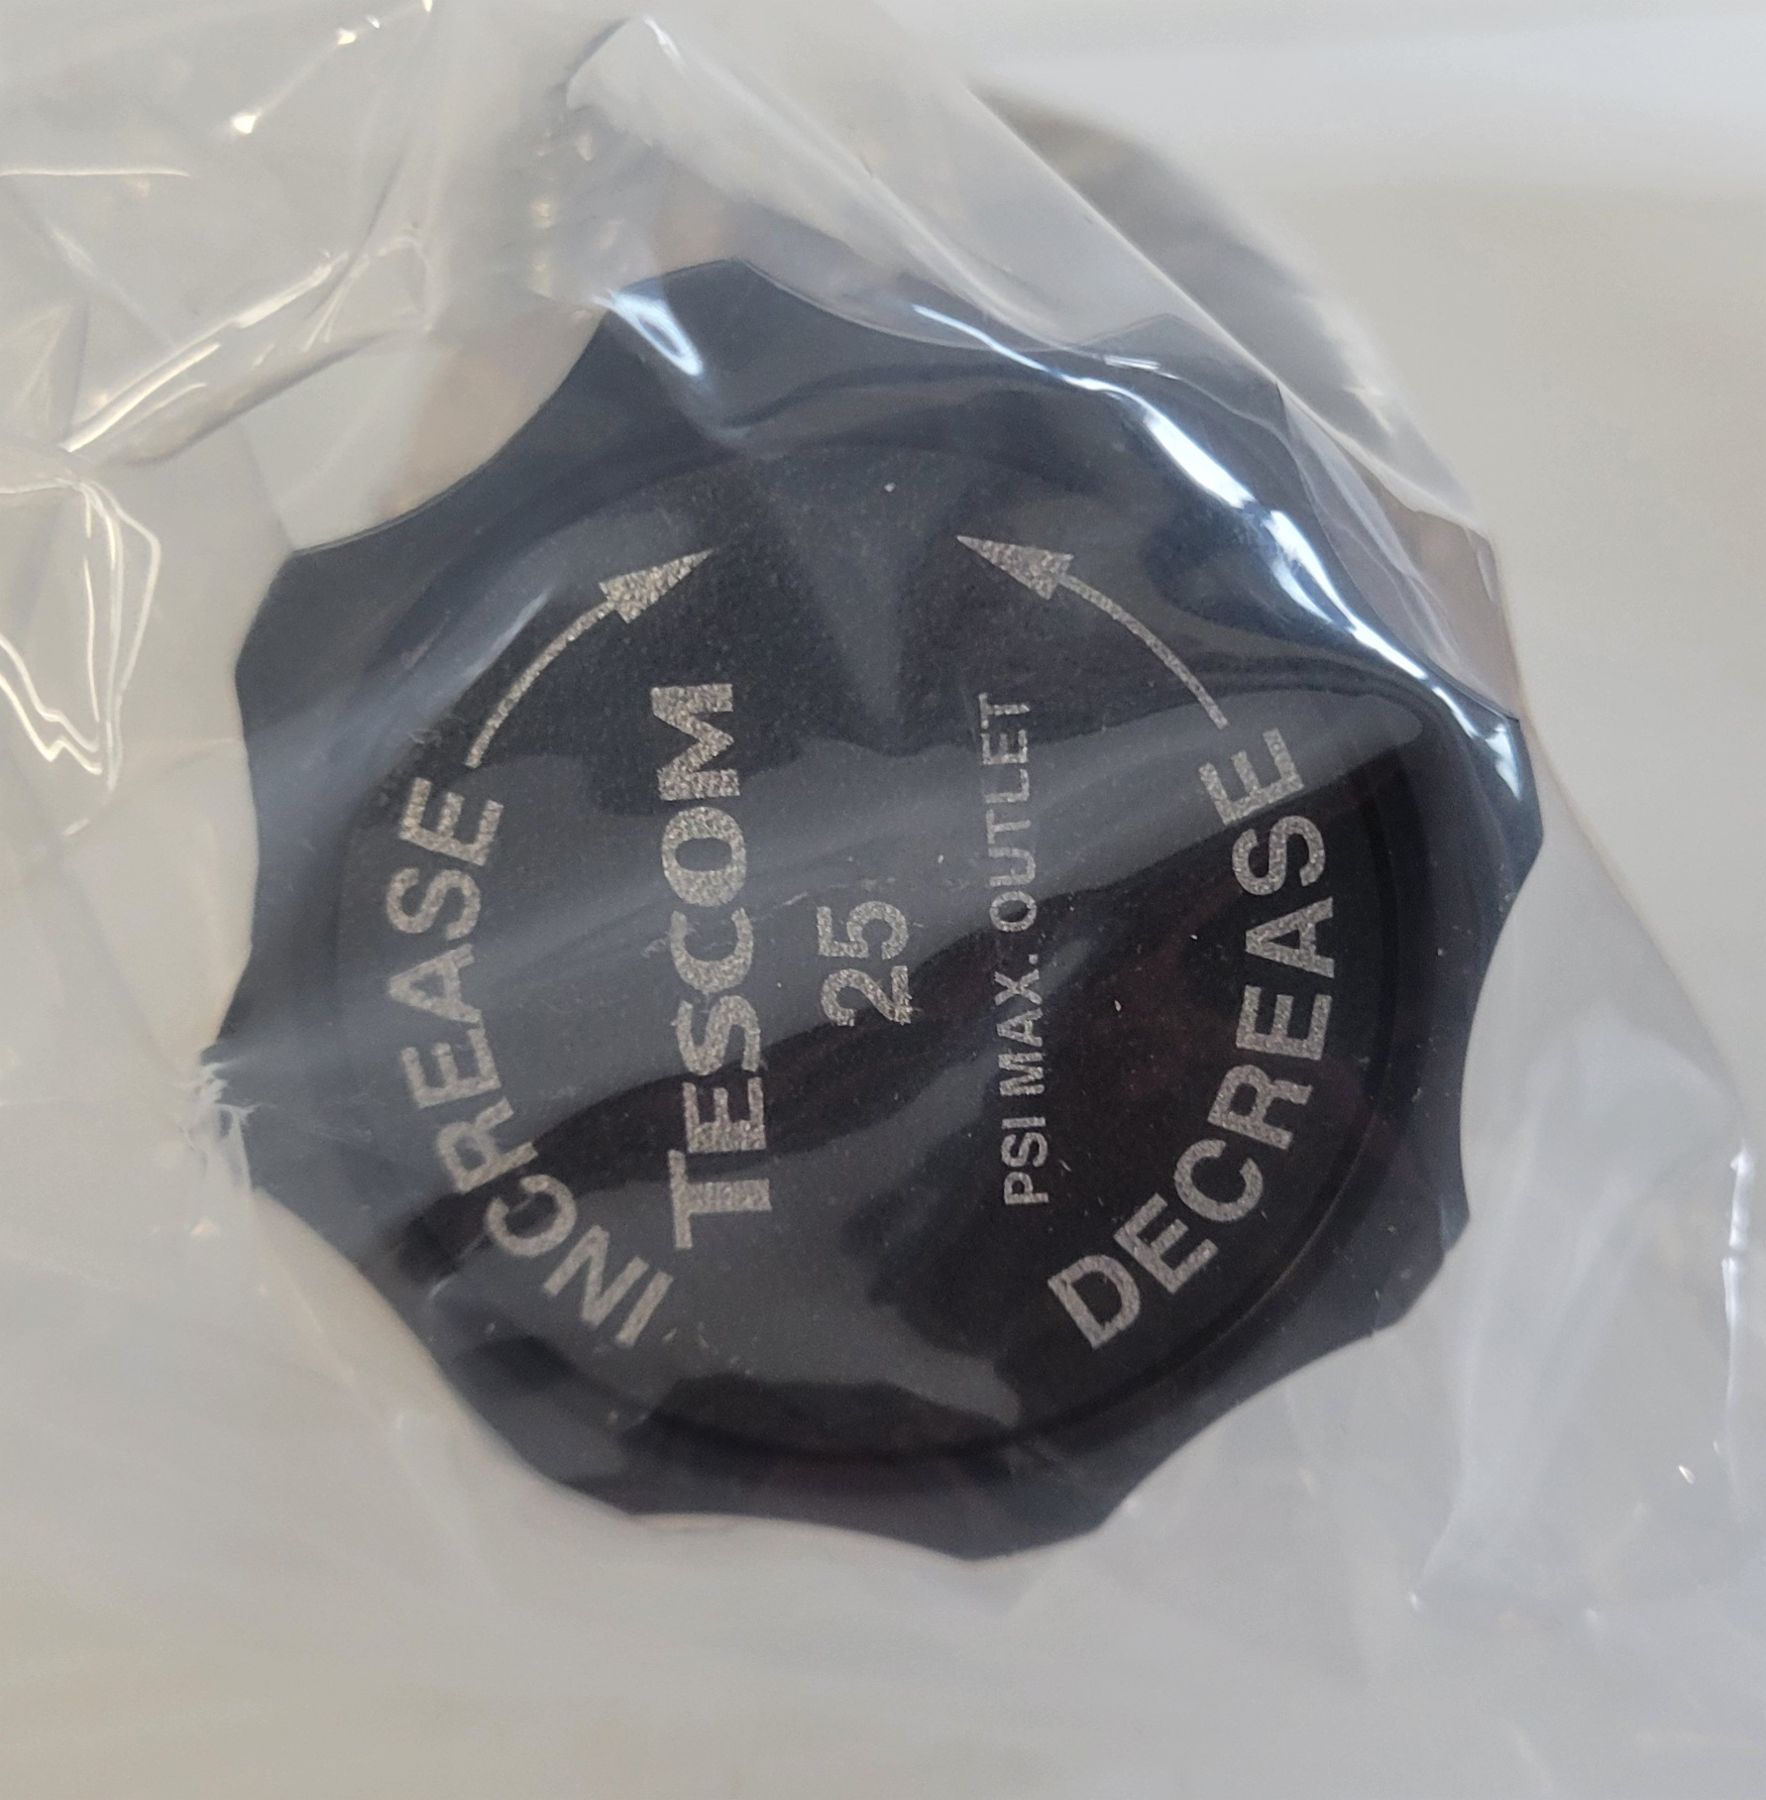 INCREASE
TESCOM
25
PSI MAX. OUTLET
DECREASE